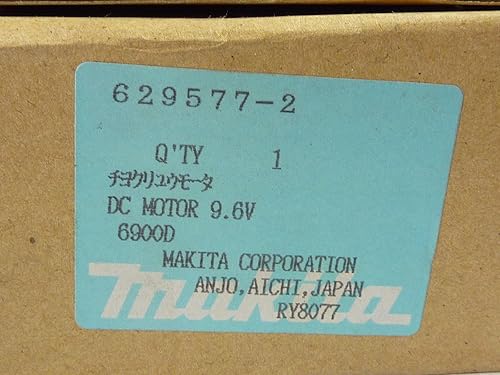 629577-2
Q'TY 1
チヨクリユウモータ
DC MOTOR 9.6V
6900D
MAKITA CORPORATION
ANJO,AICHI,JAPAN
RY8077
makita